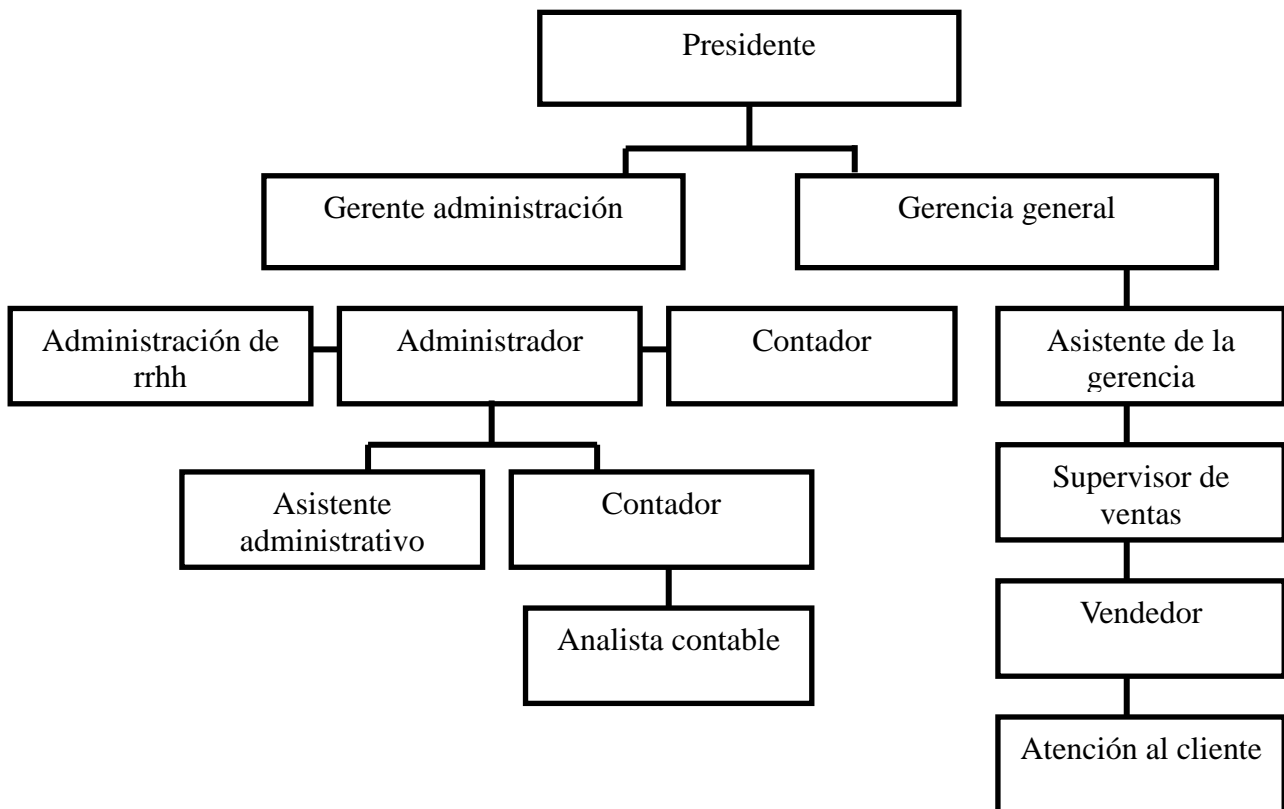 Presidente
Gerente administración
Gerencia general
Administración de
rrhh
Administrador
Contador
Asistente de la
gerencia
Asistente
administrativo
Contador
Supervisor de
ventas
Analista contable
Vendedor
Atención al cliente